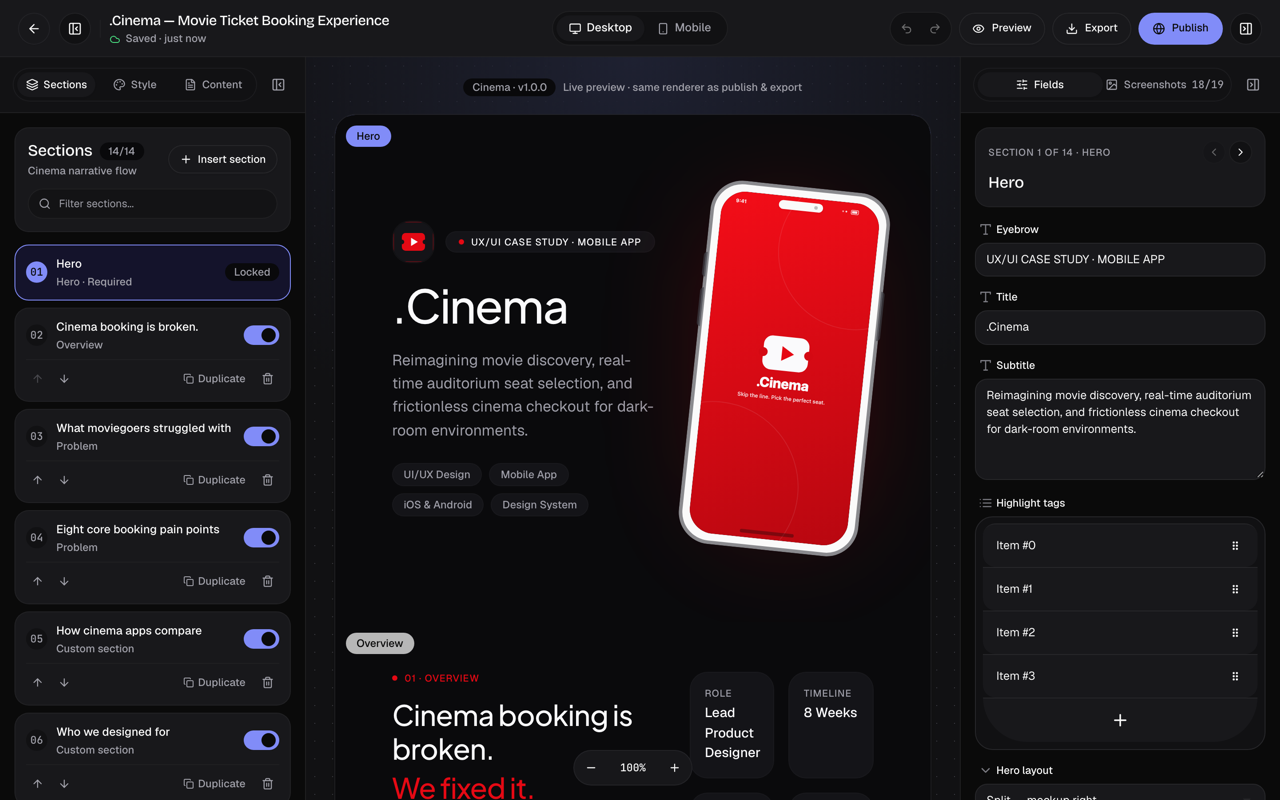 .Cinema — Movie Ticket Booking Experience
Saved · just now
Desktop
Mobile
Preview
Export
Publish
Sections
Style
Content
Sections 14/14
Cinema narrative flow
Insert section
Filter sections...
01
Hero
Hero · Required
Locked
02
Cinema booking is broken.
Overview
Duplicate
03
What moviegoers struggled with
Problem
Duplicate
04
Eight core booking pain points
Problem
Duplicate
05
How cinema apps compare
Custom section
Duplicate
06
Who we designed for
Custom section
Duplicate
Cinema · v1.0.0
Live preview · same renderer as publish & export
Hero
UX/UI CASE STUDY · MOBILE APP
.Cinema
Reimagining movie discovery, real-
time auditorium seat selection, and
frictionless cinema checkout for dark-
room environments.
UI/UX Design
Mobile App
iOS & Android
Design System
9:41
.Cinema
Skip the line. Pick the perfect seat.
Overview
01 · OVERVIEW
Cinema booking is
broken.
We fixed it.
ROLE
Lead
Product
Designer
TIMELINE
8 Weeks
100%
Fields
Screenshots 18/19
SECTION 1 OF 14 · HERO
Hero
Eyebrow
UX/UI CASE STUDY · MOBILE APP
Title
.Cinema
Subtitle
Reimagining movie discovery, real-time auditorium
seat selection, and frictionless cinema checkout
for dark-room environments.
Highlight tags
Item #0
Item #1
Item #2
Item #3
Hero layout
Split — mockup right